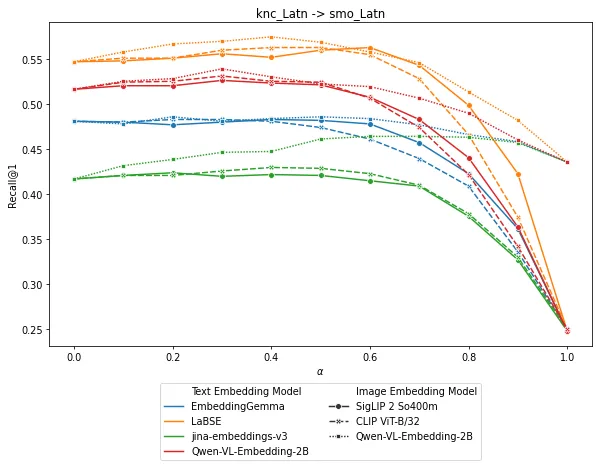 knc_Latn -> smo_Latn
Recall@1
0.55
0.50
0.45
0.40
0.35
0.30
0.25
0.0 0.2 0.4 0.6 0.8 1.0
α
Text Embedding Model Image Embedding Model
EmbeddingGemma SigLIP 2 So400m
LaBSE CLIP ViT-B/32
jina-embeddings-v3 Qwen-VL-Embedding-2B
Qwen-VL-Embedding-2B